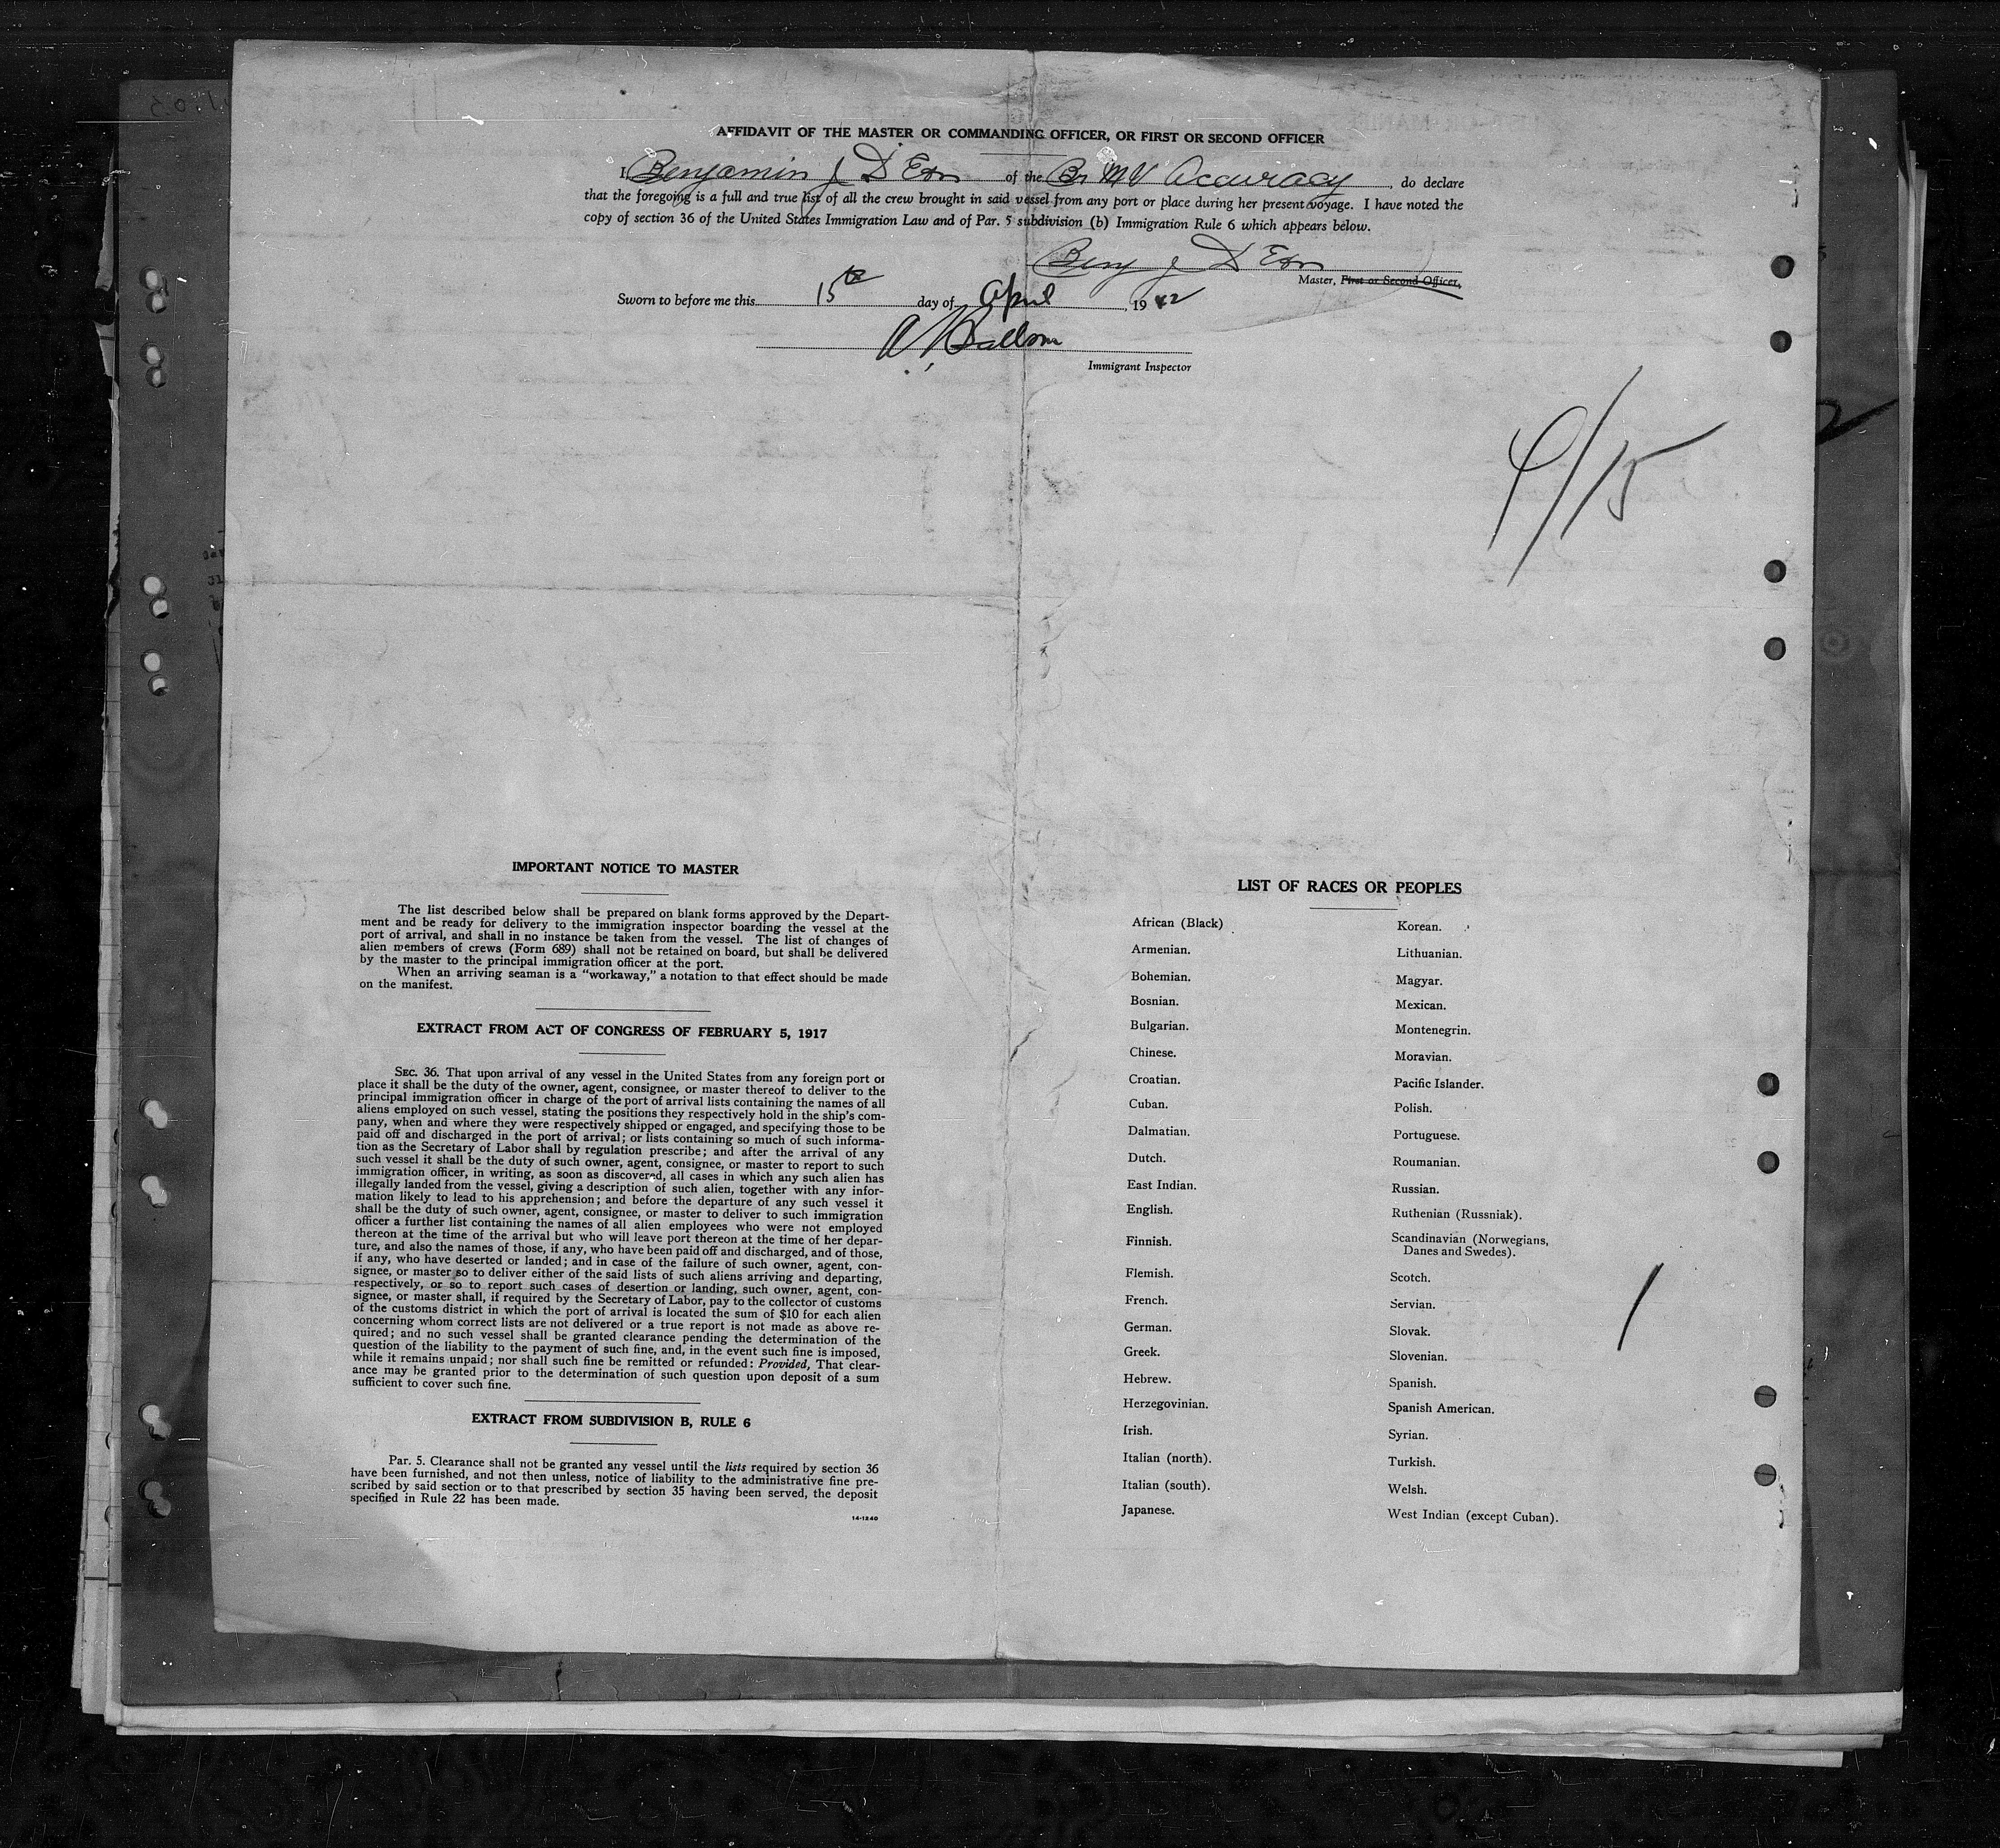 AFFIDAVIT OF THE MASTER OR COMMANDING OFFICER, OR FIRST OR SECOND OFFICER
I Benjamin J D'Eon of the Br MV Accuracy, do declare
that the foregoing is a full and true list of all the crew brought in said vessel from any port or place during her present voyage. I have noted the
copy of section 36 of the United States Immigration Law and of Par. 5 subdivision (b) Immigration Rule 6 which appears below.
Benj J D'Eon
Master, First or Second Officer.
Sworn to before me this 15th day of April, 1942
Immigrant Inspector
4/15
IMPORTANT NOTICE TO MASTER
The list described below shall be prepared on blank forms approved by the Depart-
ment and be ready for delivery to the immigration inspector boarding the vessel at the
port of arrival, and shall in no instance be taken from the vessel. The list of changes of
alien members of crews (Form 689) shall not be retained on board, but shall be delivered
by the master to the principal immigration officer at the port.
When an arriving seaman is a "workaway," a notation to that effect should be made
on the manifest.
EXTRACT FROM ACT OF CONGRESS OF FEBRUARY 5, 1917
SEC. 36. That upon arrival of any vessel in the United States from any foreign port or
place it shall be the duty of the owner, agent, consignee, or master thereof to deliver to the
principal immigration officer in charge of the port of arrival lists containing the names of all
aliens employed on such vessel, stating the positions they respectively hold in the ship's com-
pany, when and where they were respectively shipped or engaged, and specifying those to be
paid off and discharged in the port of arrival; or lists containing so much of such informa-
tion as the Secretary of Labor shall by regulation prescribe; and after the arrival of any
such vessel it shall be the duty of such owner, agent, consignee, or master to report to such
immigration officer, in writing, as soon as discovered, all cases in which any such alien has
illegally landed from the vessel, giving a description of such alien, together with any infor-
mation likely to lead to his apprehension; and before the departure of any such vessel it
shall be the duty of such owner, agent, consignee, or master to deliver to such immigration
officer a further list containing the names of all alien employees who were not employed
thereon at the time of the arrival but who will leave port thereon at the time of her depar-
ture, and also the names of those, if any, who have been paid off and discharged, and of those,
if any, who have deserted or landed; and in case of the failure of such owner, agent, con-
signee, or master so to deliver either of the said lists of such aliens arriving and departing,
respectively, or so to report such cases of desertion or landing, such owner, agent, con-
signee, or master shall, if required by the Secretary of Labor, pay to the collector of customs
of the customs district in which the port of arrival is located the sum of $10 for each alien
concerning whom correct lists are not delivered or a true report is not made as above re-
quired; and no such vessel shall be granted clearance pending the determination of the
question of the liability to the payment of such fine, and, in the event such fine is imposed,
while it remains unpaid; nor shall such fine be remitted or refunded: Provided, That clear-
ance may be granted prior to the determination of such question upon deposit of a sum
sufficient to cover such fine.
EXTRACT FROM SUBDIVISION B, RULE 6
Par. 5. Clearance shall not be granted any vessel until the lists required by section 36
have been furnished, and not then unless, notice of liability to the administrative fine pre-
scribed by said section or to that prescribed by section 35 having been served, the deposit
specified in Rule 22 has been made.
14-1240
LIST OF RACES OR PEOPLES
African (Black)
Armenian.
Bohemian.
Bosnian.
Bulgarian.
Chinese.
Croatian.
Cuban.
Dalmatian.
Dutch.
East Indian.
English.
Finnish.
Flemish.
French.
German.
Greek.
Hebrew.
Herzegovinian.
Irish.
Italian (north).
Italian (south).
Japanese.
Korean.
Lithuanian.
Magyar.
Mexican.
Montenegrin.
Moravian.
Pacific Islander.
Polish.
Portuguese.
Roumanian.
Russian.
Ruthenian (Russniak).
Scandinavian (Norwegians,
Danes and Swedes).
Scotch.
Servian.
Slovak.
Slovenian.
Spanish.
Spanish American.
Syrian.
Turkish.
Welsh.
West Indian (except Cuban).